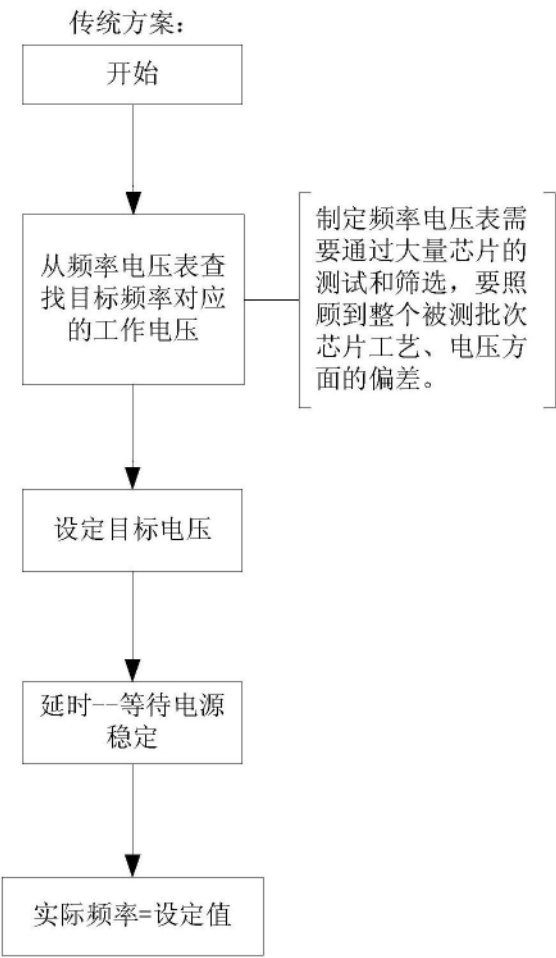 传统方案：
开始
从频率电压表查
找目标频率对应
的工作电压
制定频率电压表需
要通过大量芯片的
测试和筛选，要照
顾到整个被测批次
芯片工艺、电压方
面的偏差。
设定目标电压
延时--等待电源
稳定
实际频率=设定值